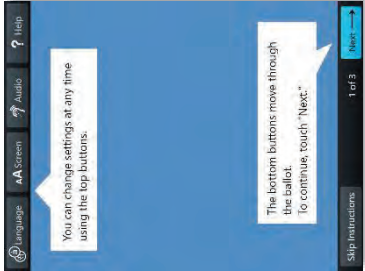 Language
AA Screen
Audio
? Help
You can change settings at any time
using the top buttons.
The bottom buttons move through
the ballot.
To continue, touch "Next."
Skip Instructions
1 of 3
Next